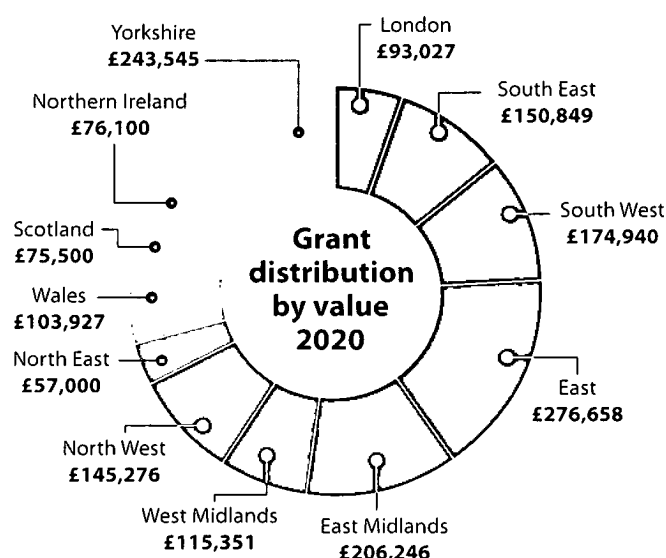 London
£93,027
South East
£150,849
South West
£174,940
East
£276,658
East Midlands
£206,246
West Midlands
£115,351
North West
£145,276
North East
£57,000
Wales
£103,927
Scotland
£75,500
Northern Ireland
£76,100
Yorkshire
£243,545
Grant
distribution
by value
2020